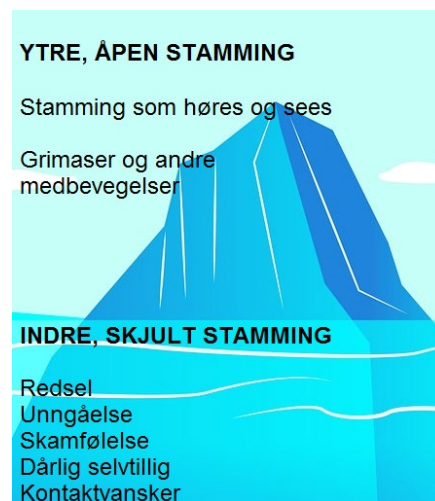 YTRE, ÅPEN STAMMING
Stamming som høres og sees
Grimaser og andre
medbevegelser
INDRE, SKJULT STAMMING
Redsel
Unngåelse
Skamfølelse
Dårlig selvtillig
Kontaktvansker